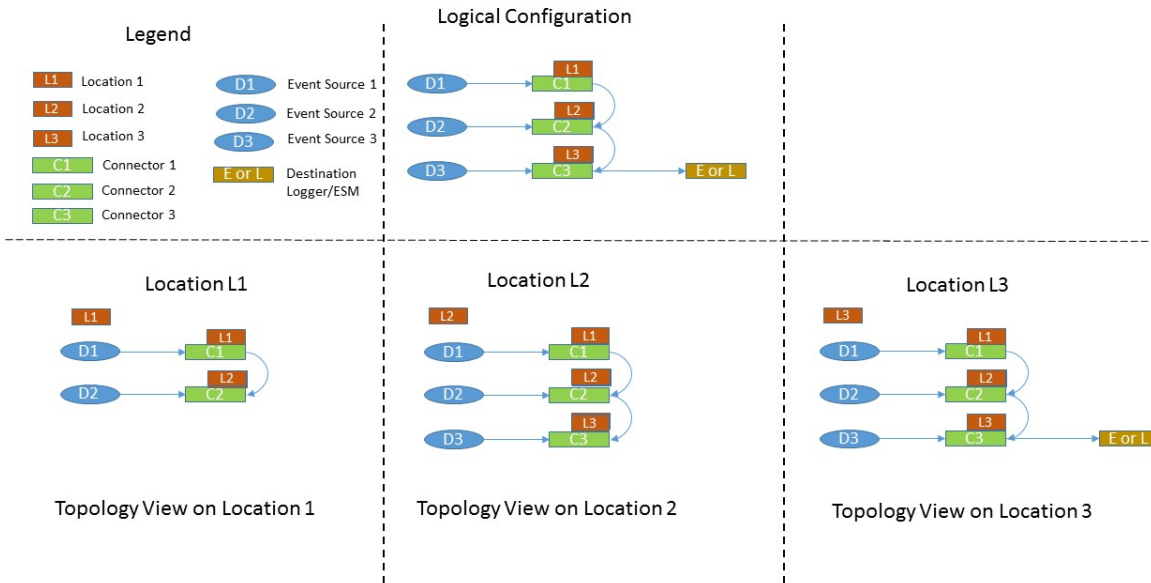 Legend
L1 Location 1
L2 Location 2
L3 Location 3
C1 Connector 1
C2 Connector 2
C3 Connector 3
D1 Event Source 1
D2 Event Source 2
D3 Event Source 3
E or L Destination
Logger/ESM
Logical Configuration
L1
D1 C1
L2
D2 C2
L3
D3 C3 E or L
Location L1
L1
L1
D1 C1
L2
D2 C2
Topology View on Location 1
Location L2
L2
L1
D1 C1
L2
D2 C2
L3
D3 C3
Topology View on Location 2
Location L3
L3
L1
D1 C1
L2
D2 C2
L3
D3 C3 E or L
Topology View on Location 3